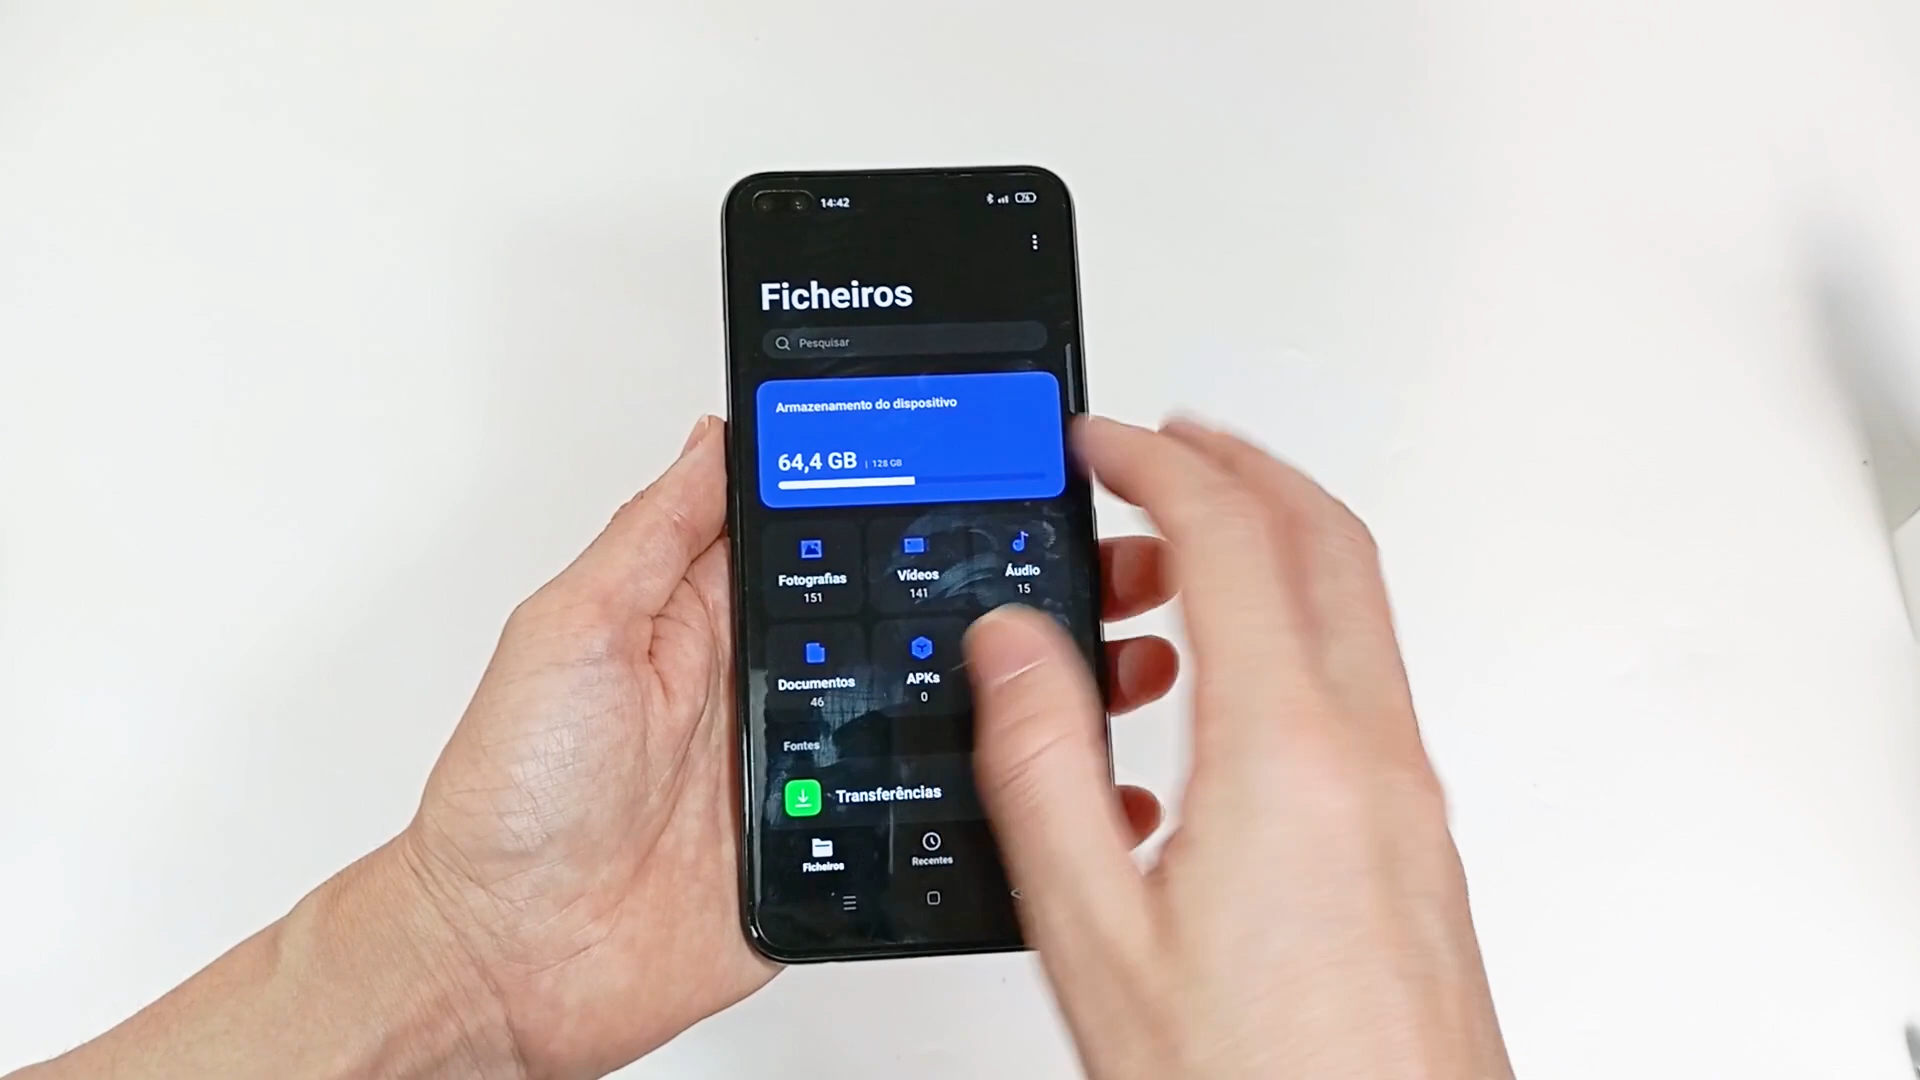 14:42
76
Ficheiros
Pesquisar
Armazenamento do dispositivo
64,4 GB | 128 GB
Fotografias
151
Vídeos
141
Áudio
15
Documentos
46
APKs
0
Fontes
Transferências
Ficheiros
Recentes